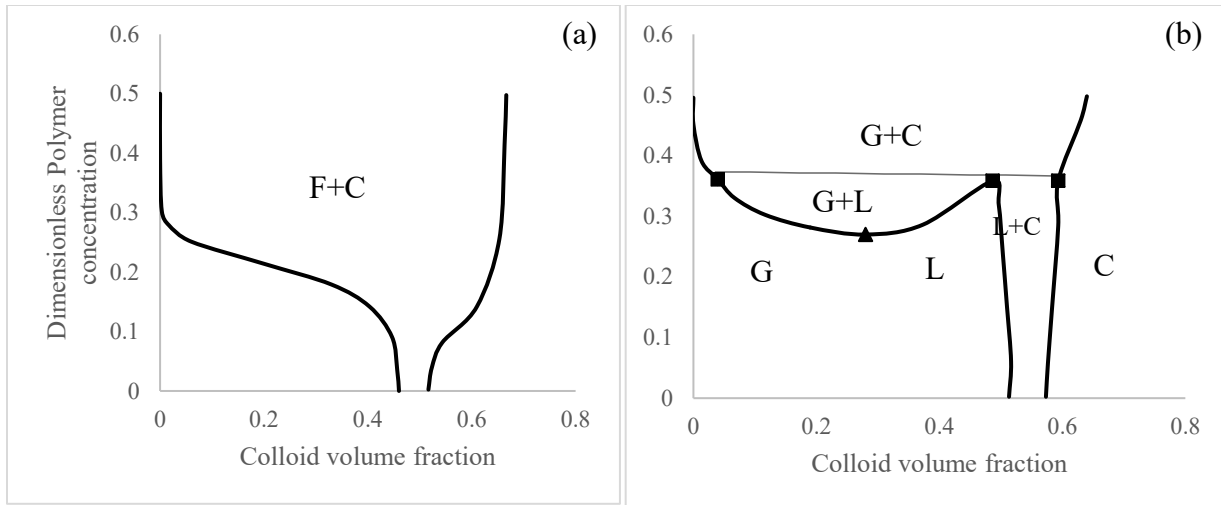 (a)
0.6
0.5
0.4
0.3
0.2
0.1
0
Dimensionless Polymer
concentration
F+C
0 0.2 0.4 0.6 0.8
Colloid volume fraction
(b)
0.6
0.5
0.4
0.3
0.2
0.1
0
G+C
G+L
L+C
G
L
C
0 0.2 0.4 0.6 0.8
Colloid volume fraction